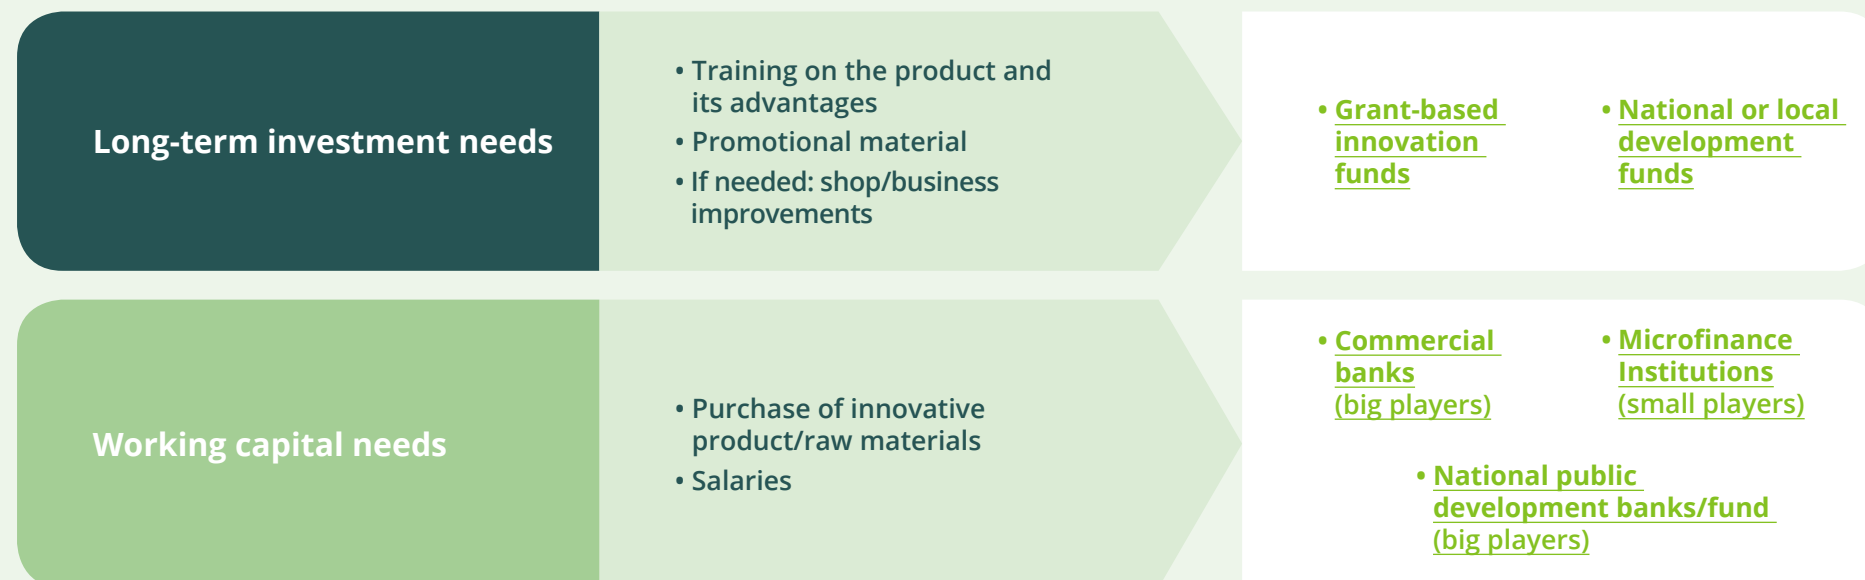 Long-term investment needs
• Training on the product and
its advantages
• Promotional material
• If needed: shop/business
improvements
• Grant-based
innovation
funds
• National or local
development
funds
Working capital needs
• Purchase of innovative
product/raw materials
• Salaries
• Commercial
banks
(big players)
• Microfinance
Institutions
(small players)
• National public
development banks/fund
(big players)